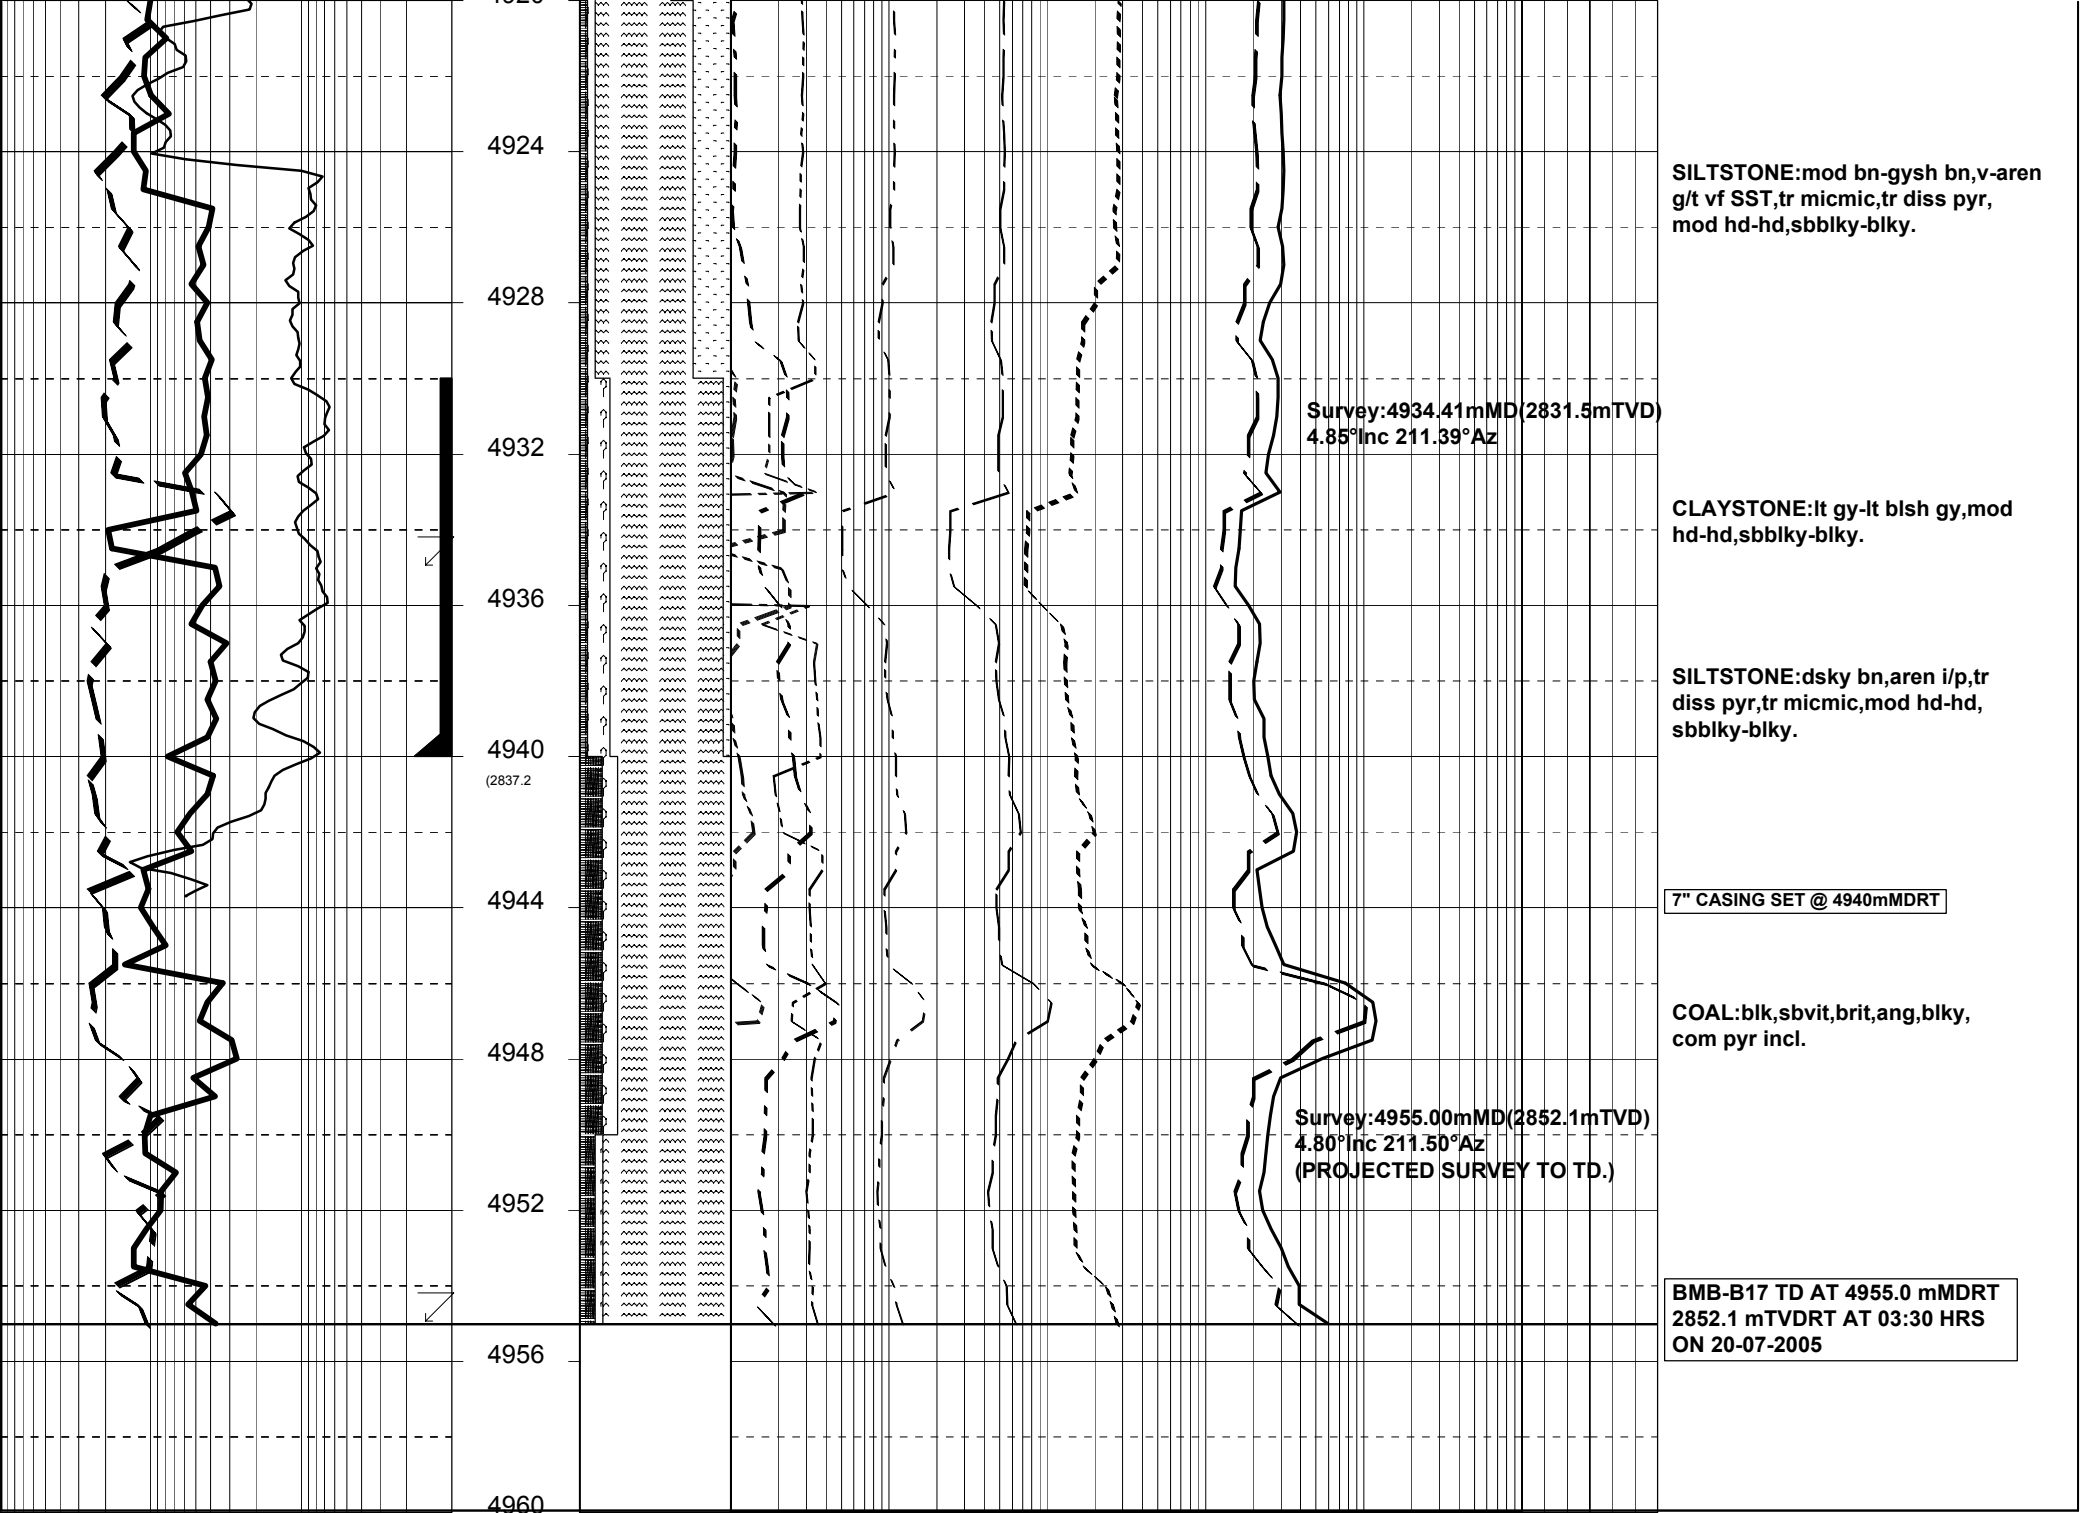 4924
SILTSTONE:mod bn-gysh bn,v-aren
g/t vf SST,tr micmic,tr diss pyr,
mod hd-hd,sbblky-blky.
4928
Survey:4934.41mMD(2831.5mTVD)
4.85°Inc 211.39°Az
4932
CLAYSTONE:lt gy-lt blsh gy,mod
hd-hd,sbblky-blky.
4936
SILTSTONE:dsky bn,aren i/p,tr
diss pyr,tr micmic,mod hd-hd,
sbblky-blky.
4940
(2837.2
4944
7" CASING SET @ 4940mMDRT
COAL:blk,sbvit,brit,ang,blky,
com pyr incl.
4948
Survey:4955.00mMD(2852.1mTVD)
4.80°Inc 211.50°Az
(PROJECTED SURVEY TO TD.)
4952
BMB-B17 TD AT 4955.0 mMDRT
2852.1 mTVDRT AT 03:30 HRS
ON 20-07-2005
4956
4960